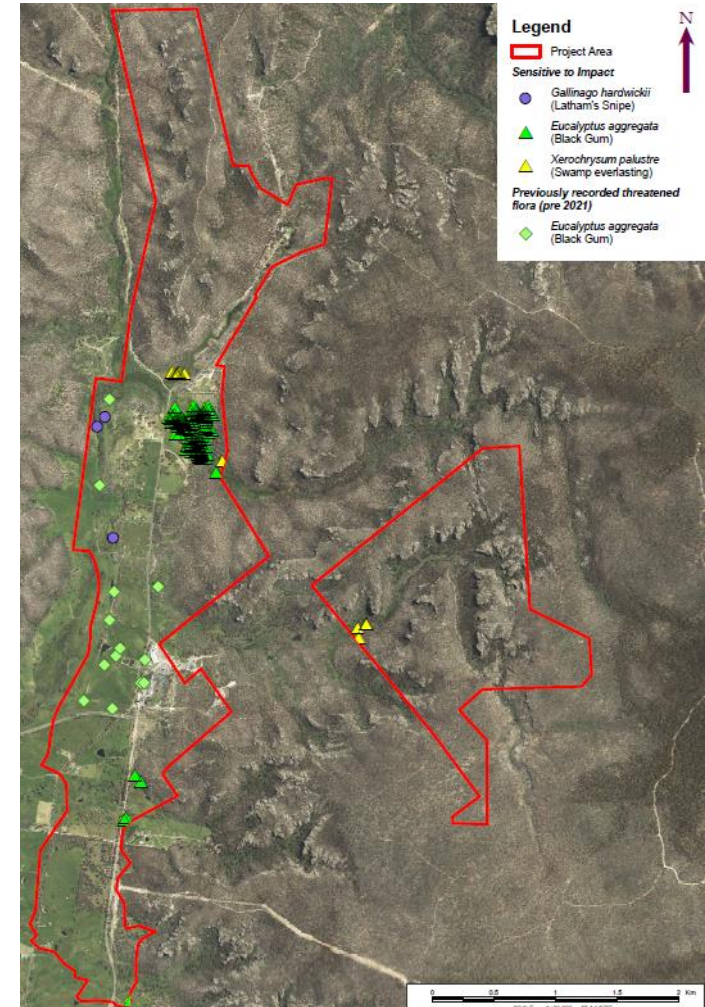 Legend
N
Project Area
Sensitive to Impact
Gallinago hardwickii
(Latham's Snipe)
Eucalyptus aggregata
(Black Gum)
Xerochrysum palustre
(Swamp everlasting)
Previously recorded threatened
flora (pre 2021)
Eucalyptus aggregata
(Black Gum)
0 0.5 1 1.5 2 Km